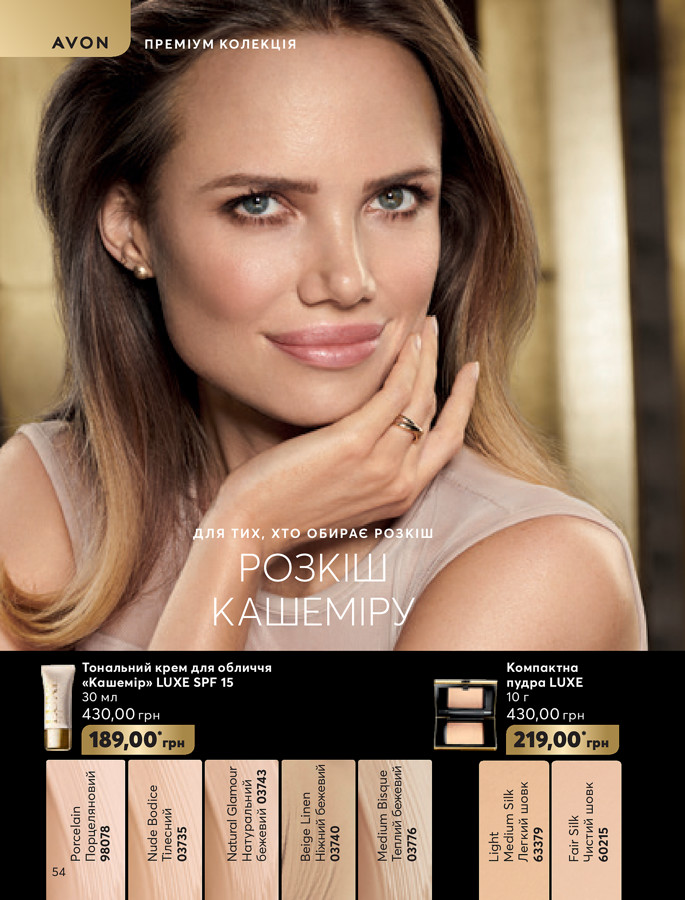 AVON
ПРЕМІУМ КОЛЕКЦІЯ
ДЛЯ ТИХ, ХТО ОБИРАЄ РОЗКІШ
РОЗКІШ
КАШЕМІРУ
Тональний крем для обличчя
«Кашемір» LUXE SPF 15
30 мл
430,00 грн
189,00* грн
Компактна
пудра LUXE
10 г
430,00 грн
219,00* грн
Porcelain
Порцеляновий
98078
Nude Bodice
Тілесний
03735
Natural Glamour
Натуральний
бежевий 03743
Beige Linen
Ніжний бежевий
03740
Medium Bisque
Теплий бежевий
03776
Light
Medium Silk
Легкий шовк
63379
Fair Silk
Чистий шовк
60215
54